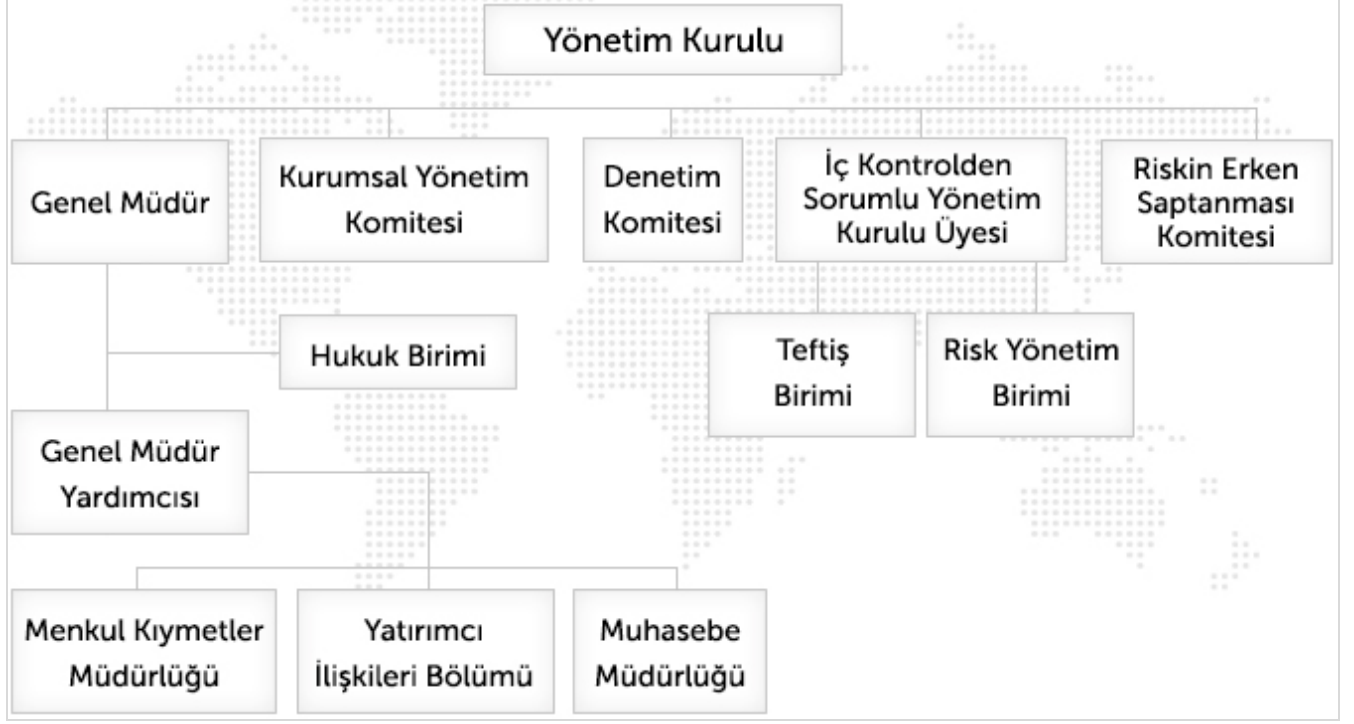 Yönetim Kurulu
Genel Müdür
Kurumsal Yönetim
Komitesi
Denetim
Komitesi
İç Kontrolden
Sorumlu Yönetim
Kurulu Üyesi
Riskin Erken
Saptanması
Komitesi
Hukuk Birimi
Teftiş
Birimi
Risk Yönetim
Birimi
Genel Müdür
Yardımcısı
Menkul Kıymetler
Müdürlüğü
Yatırımcı
İlişkileri Bölümü
Muhasebe
Müdürlüğü